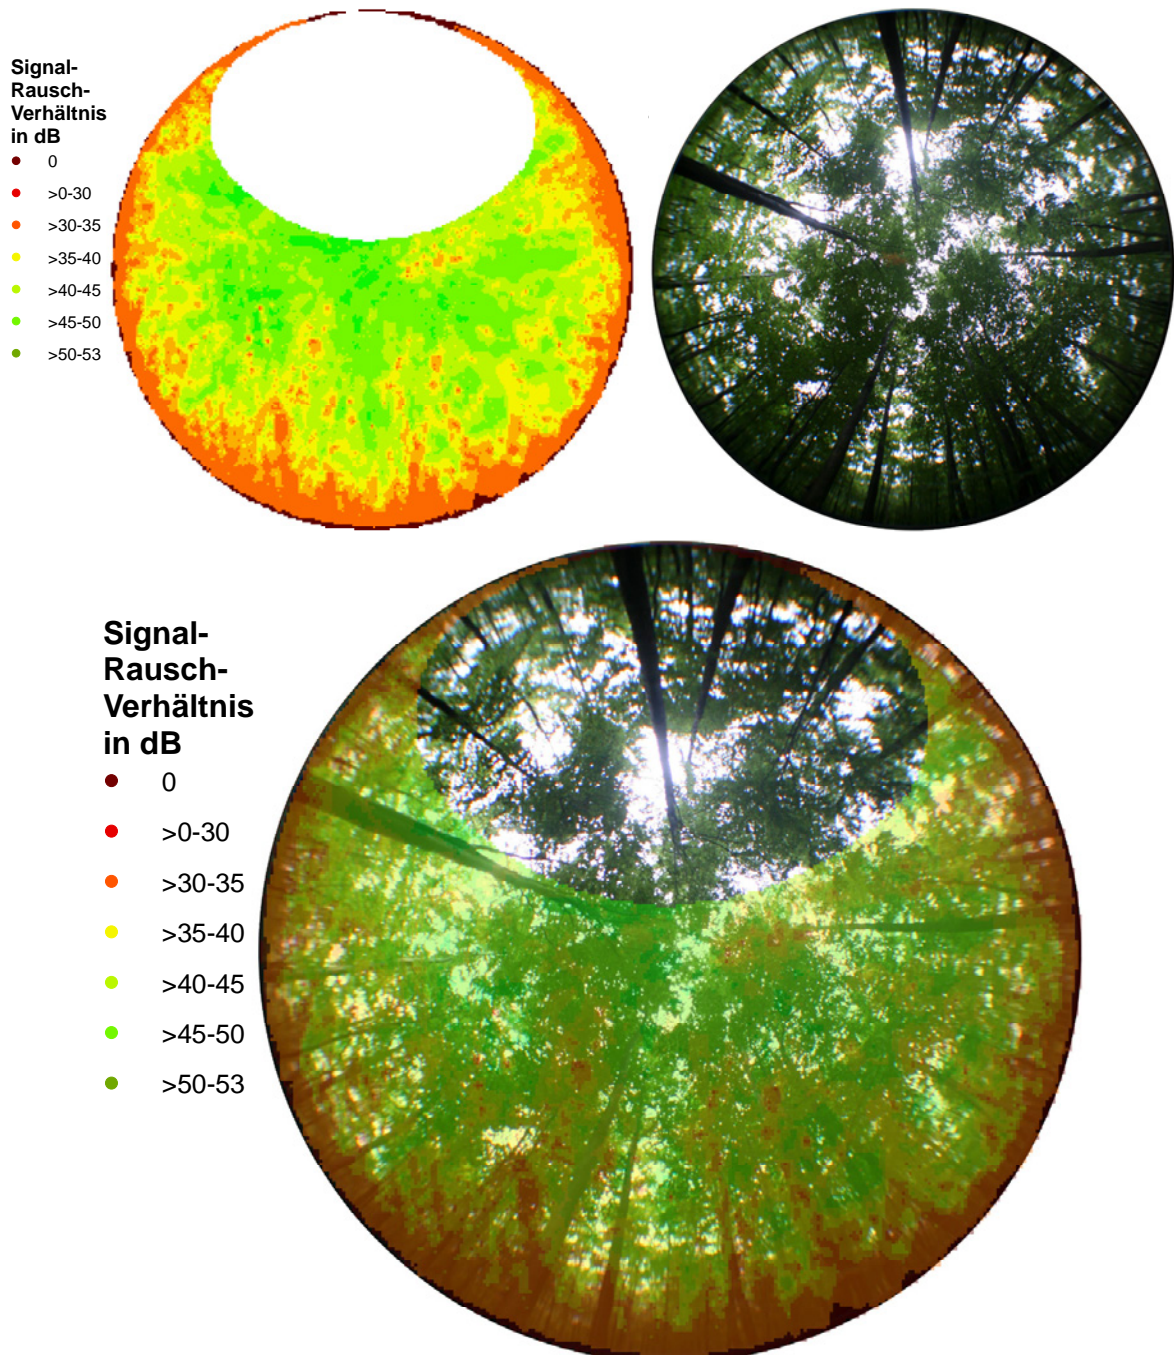 Signal-
Rausch-
Verhältnis
in dB
0
>0-30
>30-35
>35-40
>40-45
>45-50
>50-53
Signal-
Rausch-
Verhältnis
in dB
0
>0-30
>30-35
>35-40
>40-45
>45-50
>50-53